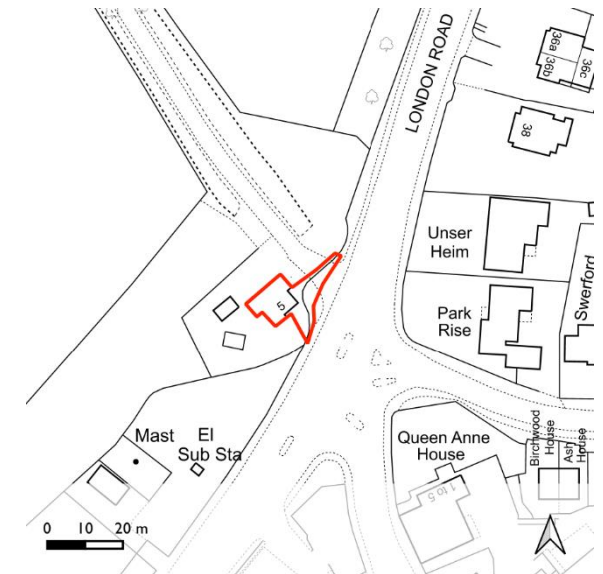 LONDON ROAD
36a
36b
36c
38
Unser
Heim
Park
Rise
Swerford
5
Mast
El
Sub Sta
Queen Anne
House
Birchwood
House
Ash
House
1 to 5
0 10 20 m